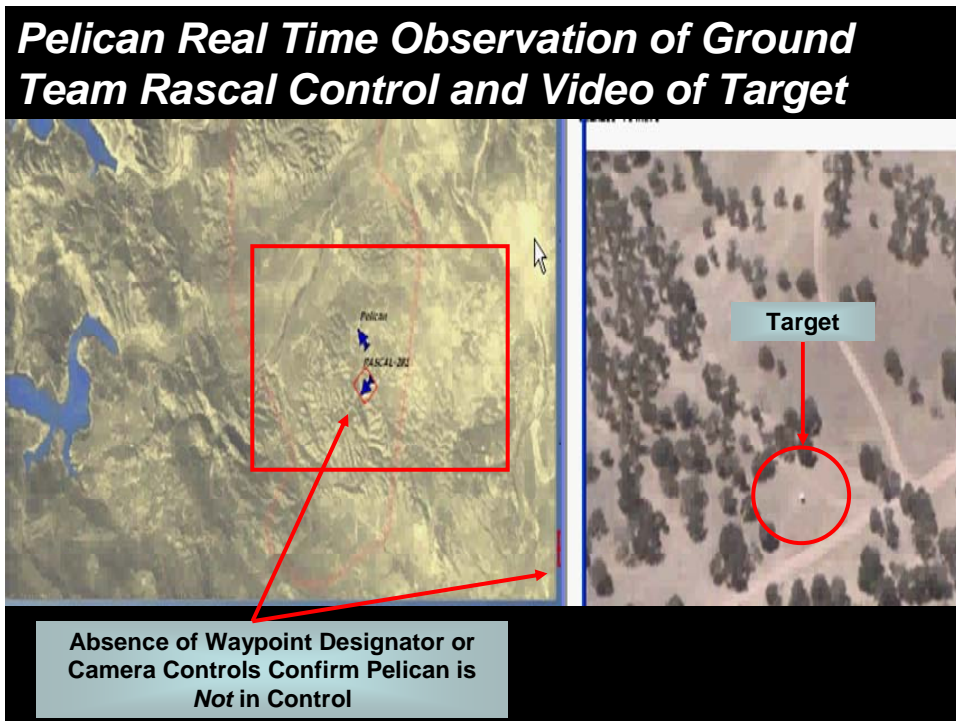 Pelican Real Time Observation of Ground
Team Rascal Control and Video of Target
Pelican
RASCAL-201
Target
Absence of Waypoint Designator or
Camera Controls Confirm Pelican is
Not in Control